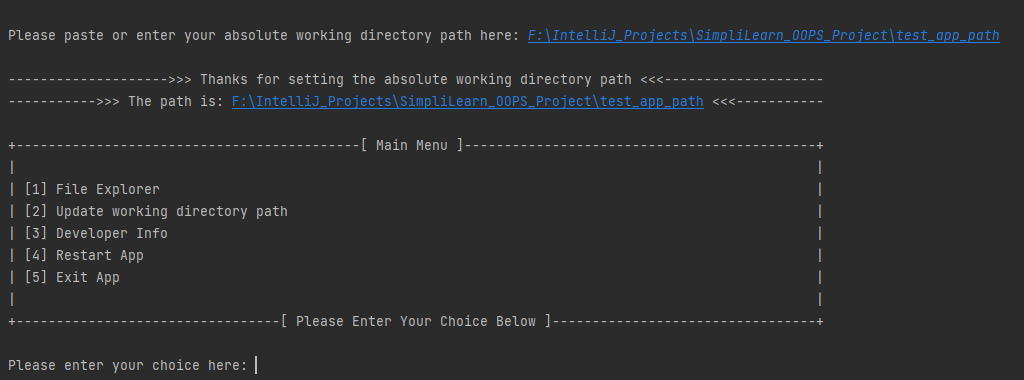 Please paste or enter your absolute working directory path here: F:\IntelliJ_Projects\SimpliLearn_OOPS_Project\test_app_path
-------------------->>> Thanks for setting the absolute working directory path <<<--------------------
----------->>> The path is: F:\IntelliJ_Projects\SimpliLearn_OOPS_Project\test_app_path <<<-----------
+-------------------------------------------[ Main Menu ]--------------------------------------------+
| |
| [1] File Explorer |
| [2] Update working directory path |
| [3] Developer Info |
| [4] Restart App |
| [5] Exit App |
| |
+---------------------------------[ Please Enter Your Choice Below ]---------------------------------+
Please enter your choice here: